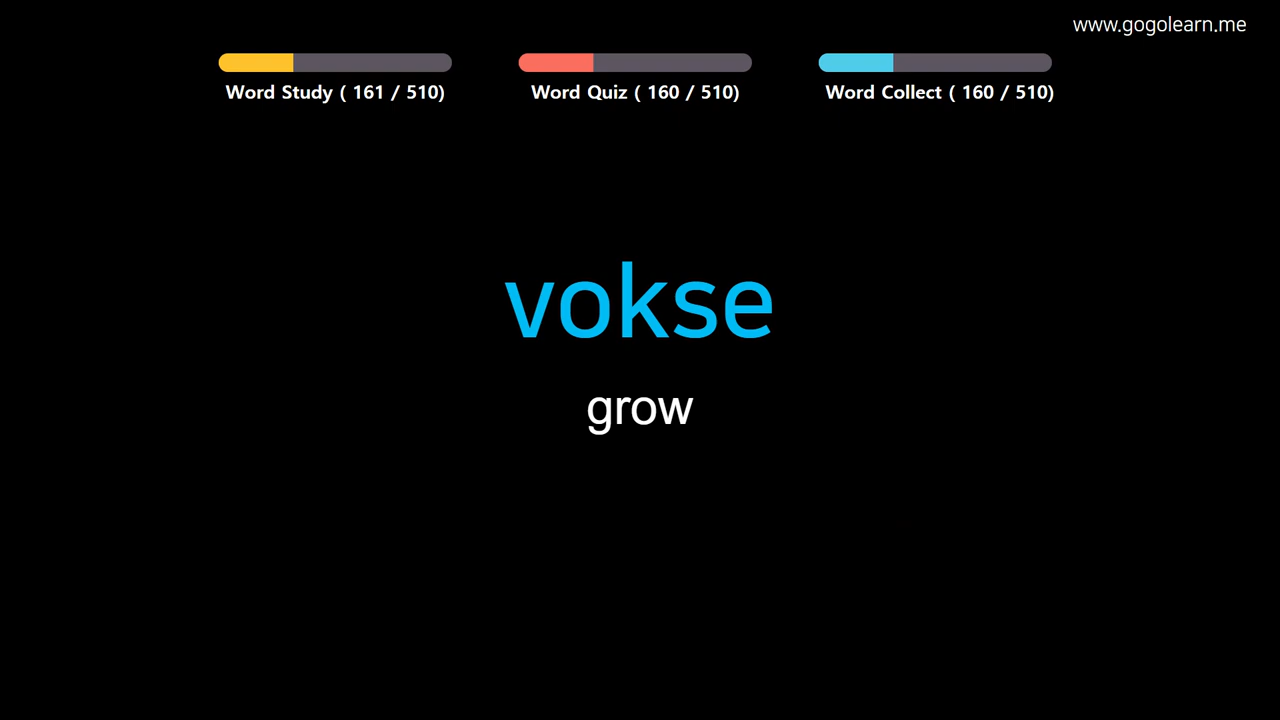 www.gogolearn.me
Word Study ( 161 / 510)
Word Quiz ( 160 / 510)
Word Collect ( 160 / 510)
vokse
grow